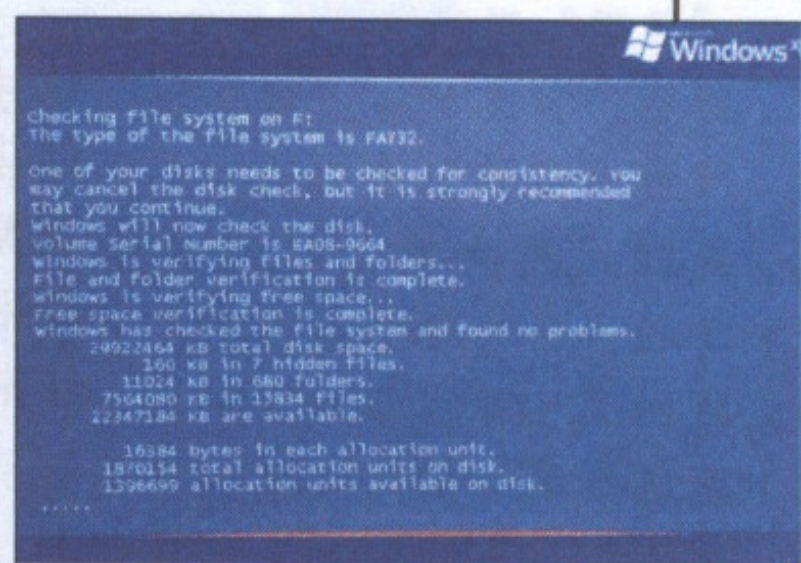 Windows
Checking file system on F:
The type of the file system is FAT32.
One of your disks needs to be checked for consistency. You
may cancel the disk check, but it is strongly recommended
that you continue.
Windows will now check the disk.
Volume Serial Number is EA08-9664
Windows is verifying files and folders...
File and folder verification is complete.
Windows is verifying free space...
Free space verification is complete.
Windows has checked the file system and found no problems.
29922464 KB total disk space.
160 KB in 7 hidden files.
11024 KB in 680 folders.
7564080 KB in 15834 files.
22347184 KB are available.
16384 bytes in each allocation unit.
1870154 total allocation units on disk.
1396699 allocation units available on disk.
.....